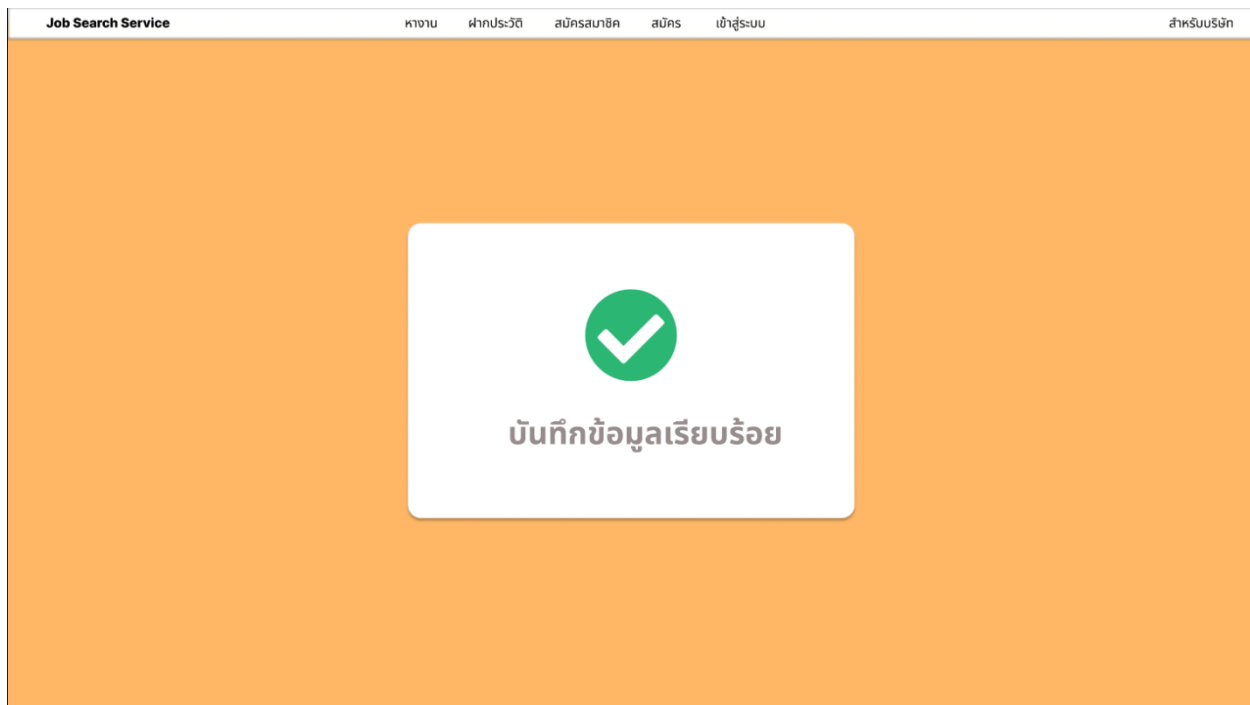 Job Search Service หางาน ฝากประวัติ สมัครสมาชิค สมัคร เข้าสู่ระบบ สำหรับบริษัท
บันทึกข้อมูลเรียบร้อย